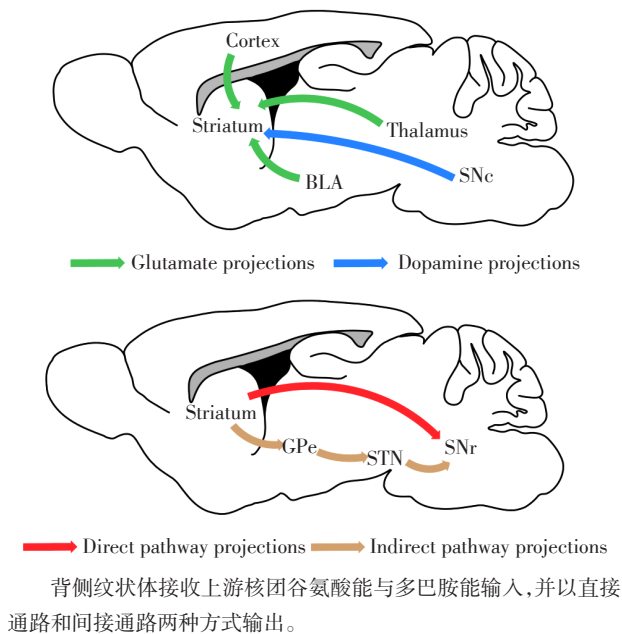 Cortex
Striatum
Thalamus
BLA
SNc
Glutamate projections
Dopamine projections
Striatum
GPe
STN
SNr
Direct pathway projections
Indirect pathway projections
背侧纹状体接收上游核团谷氨酸能与多巴胺能输入,并以直接
通路和间接通路两种方式输出。